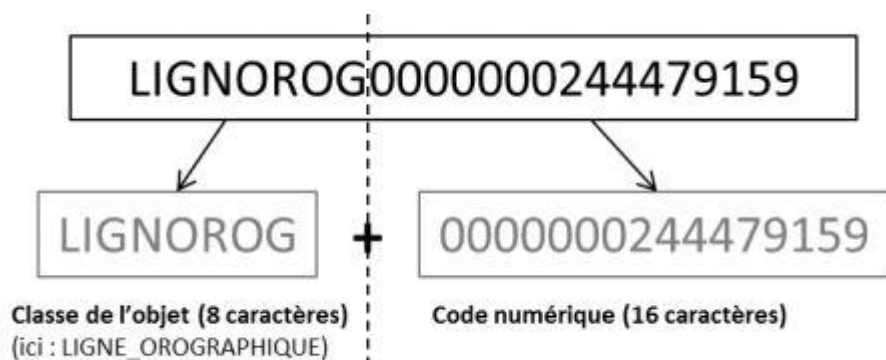 LIGNOROG0000000244479159
LIGNOROG + 0000000244479159
Classe de l'objet (8 caractères) Code numérique (16 caractères)
(ici : LIGNE_OROGRAPHIQUE)